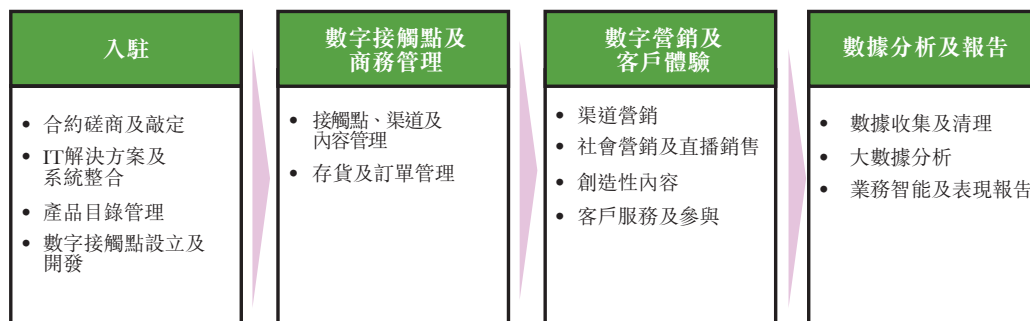 入駐
• 合約磋商及敲定
• IT解決方案及
系統整合
• 產品目錄管理
• 數字接觸點設立及
開發
數字接觸點及
商務管理
• 接觸點、渠道及
內容管理
• 存貨及訂單管理
數字營銷及
客戶體驗
• 渠道營銷
• 社會營銷及直播銷售
• 創造性內容
• 客戶服務及參與
數據分析及報告
• 數據收集及清理
• 大數據分析
• 業務智能及表現報告